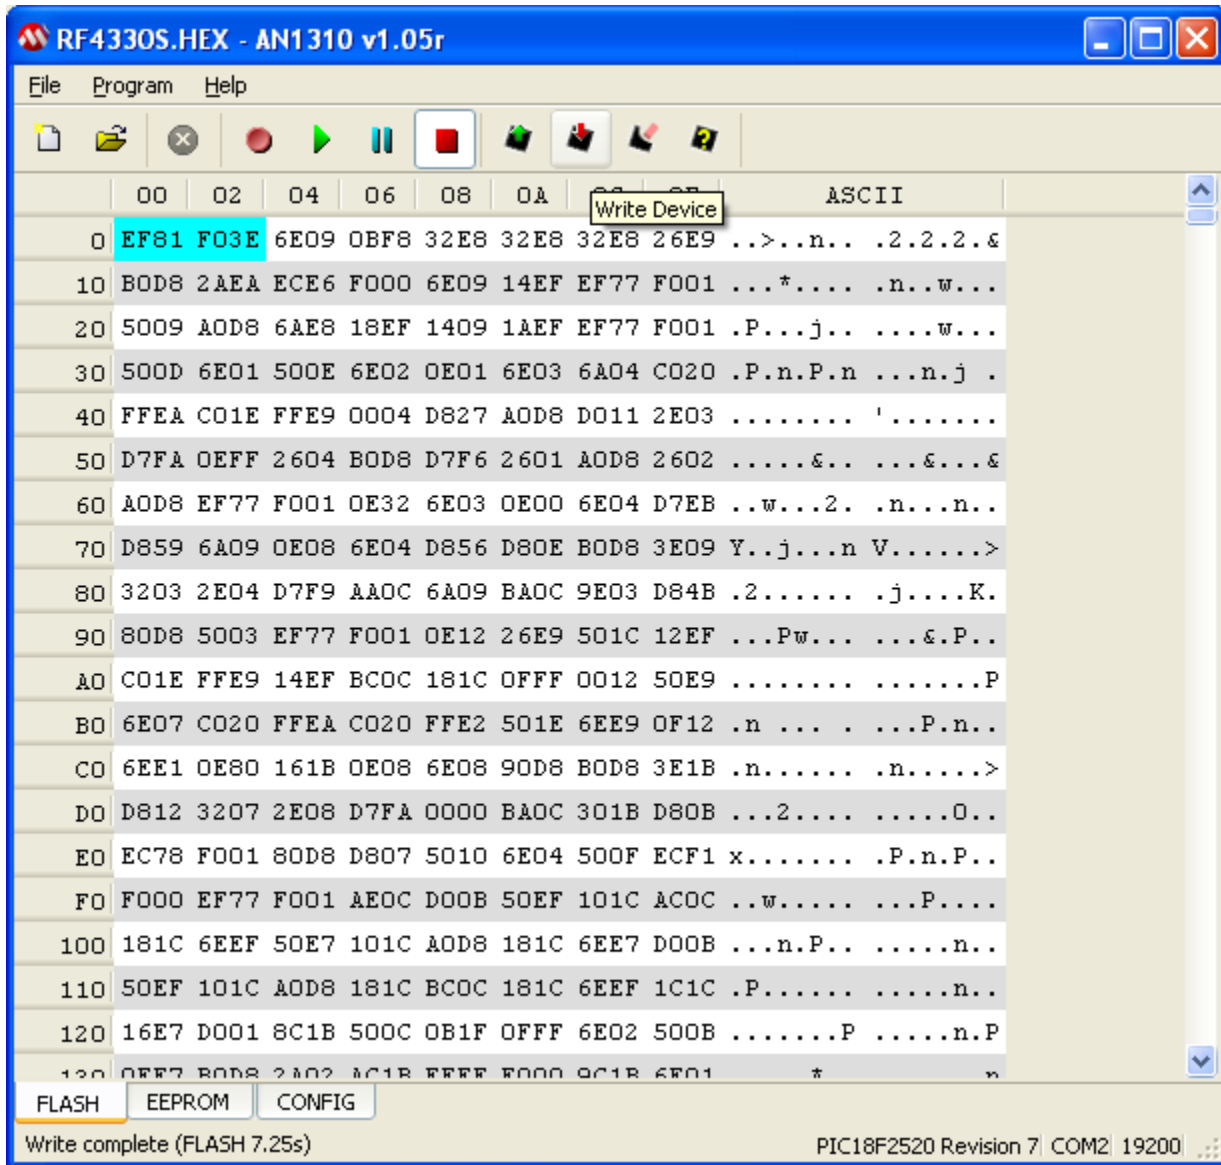 RF433OS.HEX - AN1310 v1.05r
File Program Help
00 02 04 06 08 0A ASCII
Write Device
0 EF81 F03E 6E09 0BF8 32E8 32E8 32E8 26E9 ..>..n.. .2.2.2.&
10 B0D8 2AEA ECE6 F000 6E09 14EF EF77 F001 ...*.... .n..w...
20 5009 A0D8 6AE8 18EF 1409 1AEF EF77 F001 .P...j.. .....w...
30 500D 6E01 500E 6E02 0E01 6E03 6A04 C020 .P.n.P.n ...n.j .
40 FFEA C01E FFE9 0004 D827 A0D8 D011 2E03 ........ '.......
50 D7FA 0EFF 2604 B0D8 D7F6 2601 A0D8 2602 .....&.. ...&...&
60 A0D8 EF77 F001 0E32 6E03 0E00 6E04 D7EB ..w...2. .n...n..
70 D859 6A09 0E08 6E04 D856 D80E B0D8 3E09 Y..j...n V......>
80 3203 2E04 D7F9 AA0C 6A09 BA0C 9E03 D84B .2...... .j....K.
90 80D8 5003 EF77 F001 0E12 26E9 501C 12EF ...Pw... ...&.P..
A0 C01E FFE9 14EF BC0C 181C 0FFF 0012 50E9 ........ .......P
B0 6E07 C020 FFEA C020 FFE2 501E 6EE9 0F12 .n ... . ...P.n..
C0 6EE1 0E80 161B 0E08 6E08 90D8 B0D8 3E1B .n...... .n.....>
D0 D812 3207 2E08 D7FA 0000 BA0C 301B D80B ...2.... .....0..
E0 EC78 F001 80D8 D807 5010 6E04 500F ECF1 x....... .P.n.P..
F0 F000 EF77 F001 AE0C D00B 50EF 101C AC0C ..w..... ...P....
100 181C 6EEF 50E7 101C A0D8 181C 6EE7 D00B ...n.P.. .....n..
110 50EF 101C A0D8 181C BC0C 181C 6EEF 1C1C .P...... .....n..
120 16E7 D001 8C1B 500C 0B1F 0FFF 6E02 500B .......P .....n.P
FLASH EEPROM CONFIG
Write complete (FLASH 7.25s) PIC18F2520 Revision 7 COM2 19200